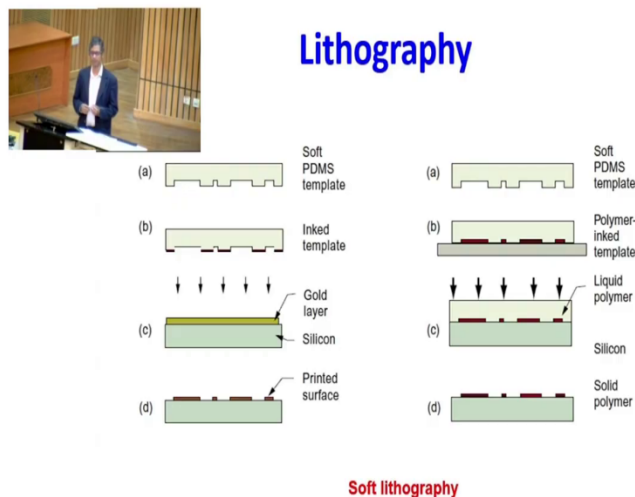 Lithography
(a)
Soft
PDMS
template
(b)
Inked
template
Gold
layer
(c)
Silicon
Printed
surface
(d)
(a)
Soft
PDMS
template
(b)
Polymer-
inked
template
Liquid
polymer
(c)
Silicon
(d)
Solid
polymer
Soft lithography